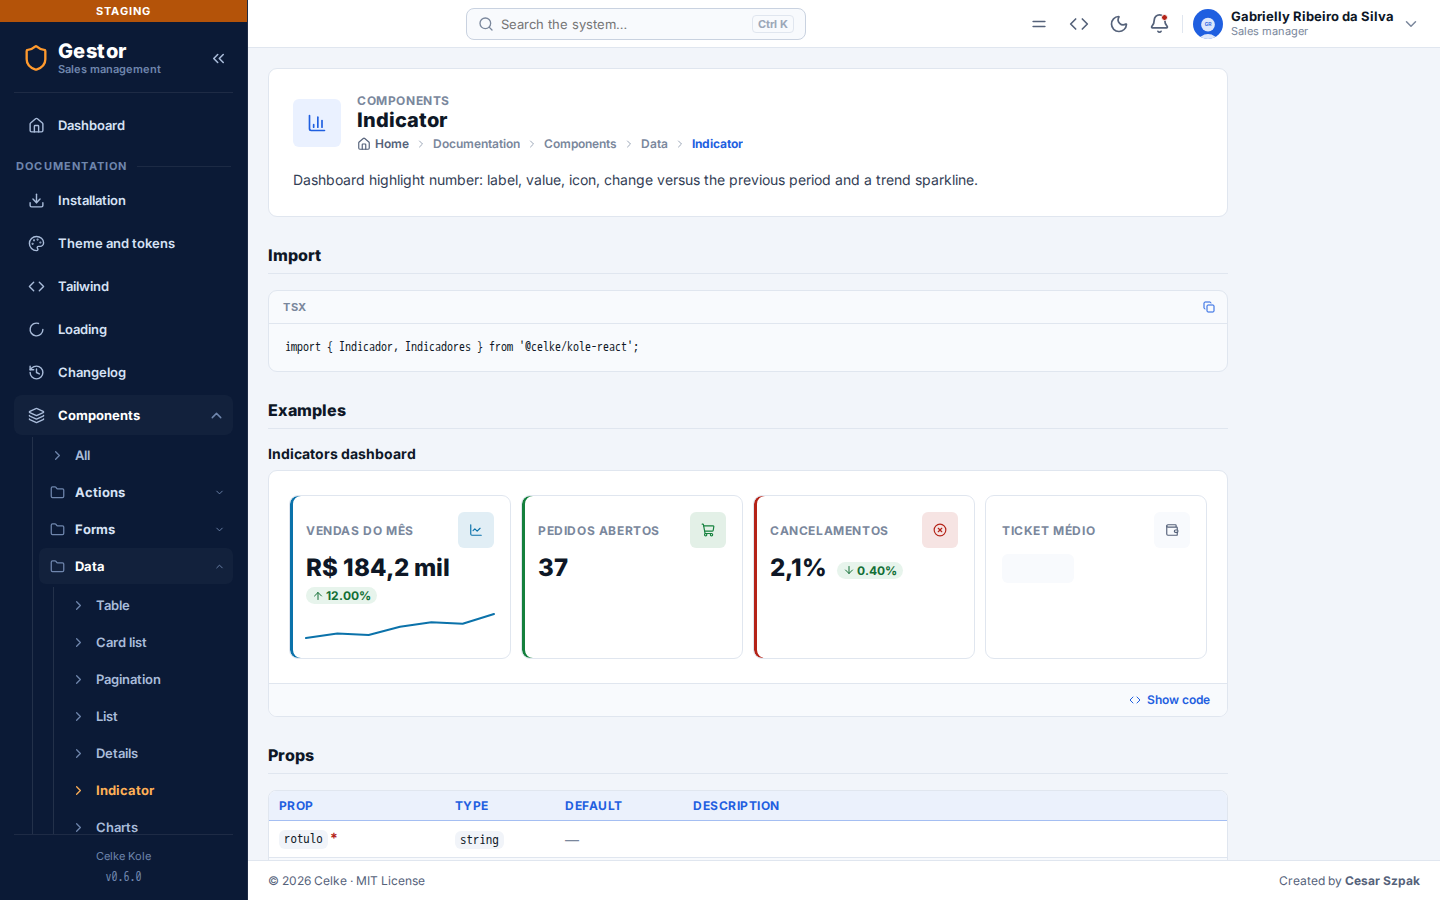 STAGING
Gestor
Sales management
Dashboard
DOCUMENTATION
Installation
Theme and tokens
Tailwind
Loading
Changelog
Components
All
Actions
Forms
Data
Table
Card list
Pagination
List
Details
Indicator
Charts
Celke Kole
v0.6.0
Search the system...
Ctrl K
GR
Gabrielly Ribeiro da Silva
Sales manager
COMPONENTS
Indicator
Home Documentation Components Data Indicator
Dashboard highlight number: label, value, icon, change versus the previous period and a trend sparkline.
Import
TSX
import { Indicador, Indicadores } from '@celke/kole-react';
Examples
Indicators dashboard
VENDAS DO MÊS
R$ 184,2 mil
12.00%
PEDIDOS ABERTOS
37
CANCELAMENTOS
2,1% 0.40%
TICKET MÉDIO
Show code
Props
PROP TYPE DEFAULT DESCRIPTION
rotulo * string —
© 2026 Celke · MIT License
Created by Cesar Szpak